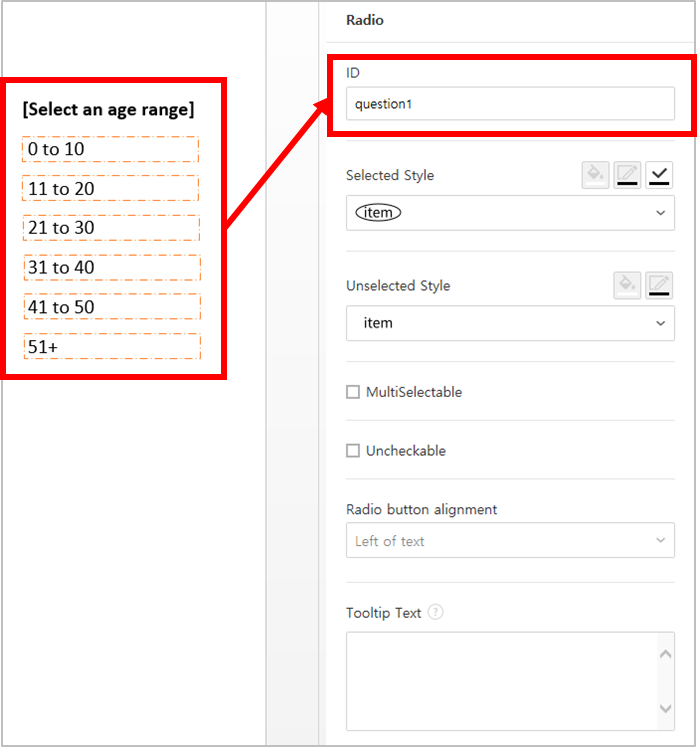 [Select an age range]
0 to 10
11 to 20
21 to 30
31 to 40
41 to 50
51+
Radio
ID
question1
Selected Style
item
Unselected Style
item
MultiSelectable
Uncheckable
Radio button alignment
Left of text
Tooltip Text ?